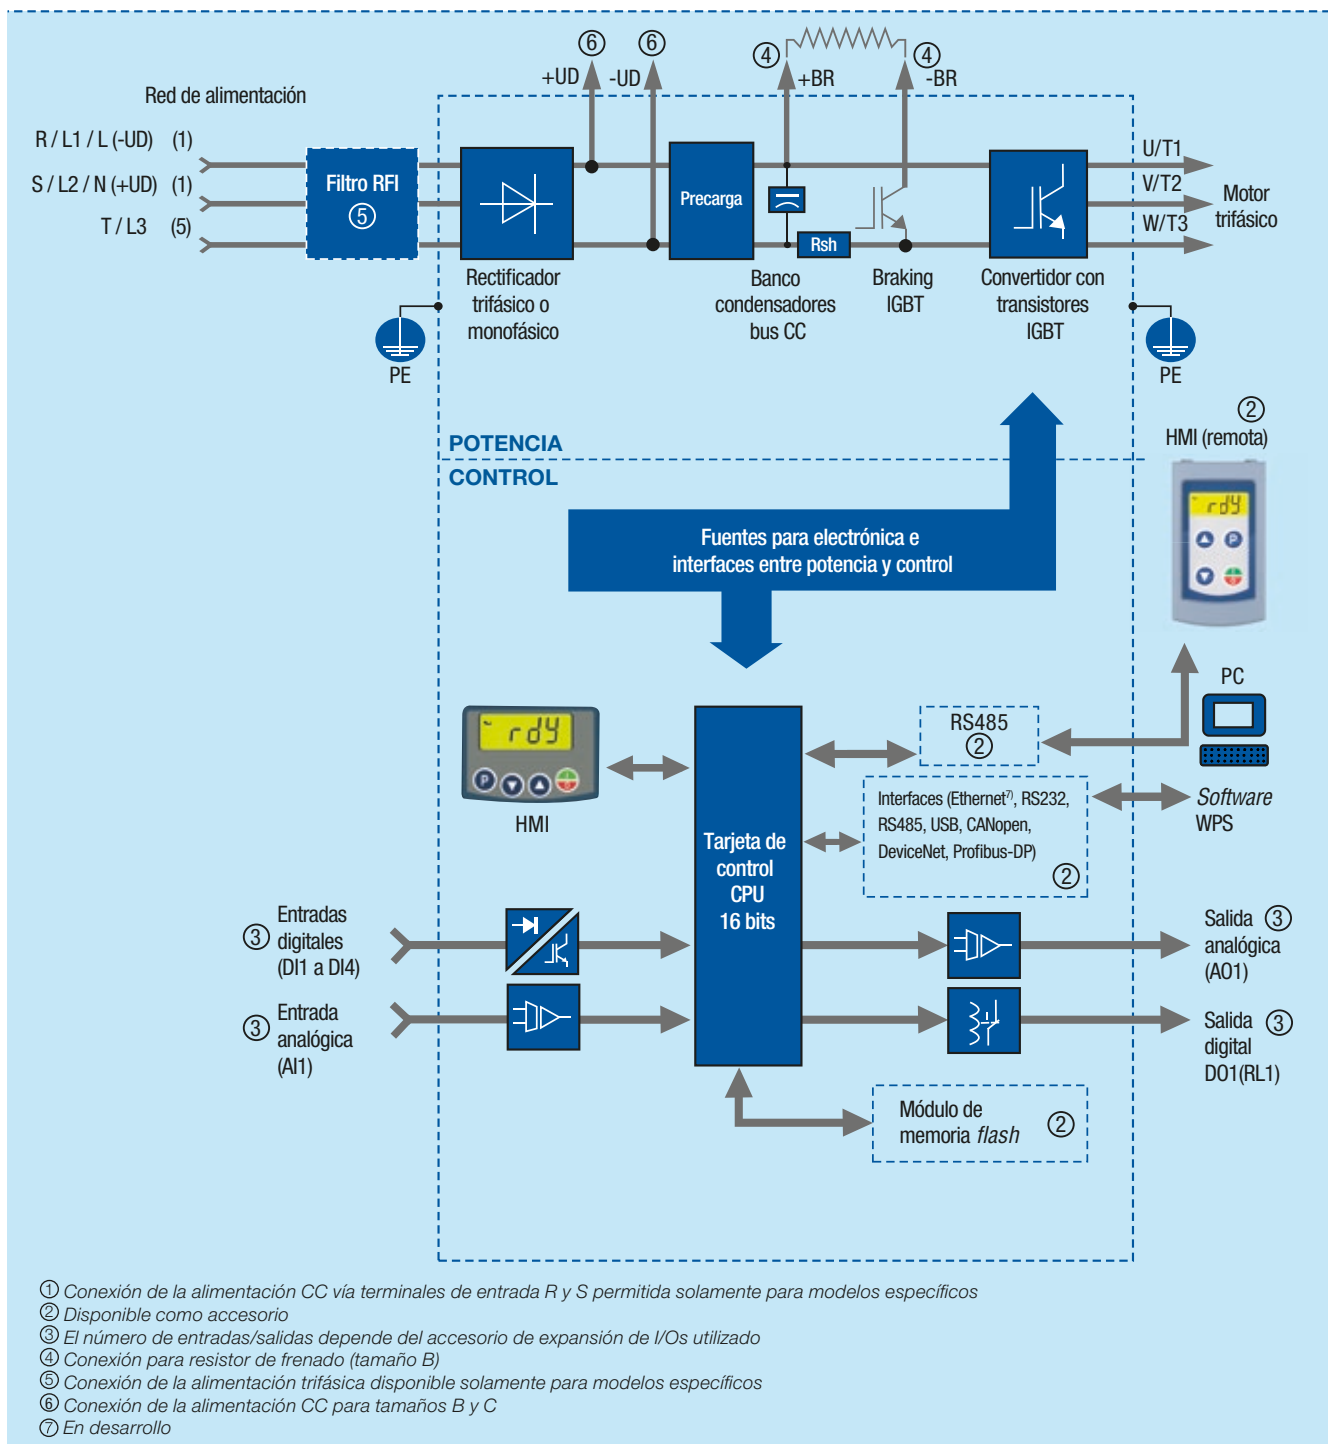 ⑥ ⑥ ④ ④
+UD -UD +BR -BR
Red de alimentación
R / L1 / L (-UD) (1)
S / L2 / N (+UD) (1)
T / L3 (5)
Filtro RFI
⑤
Precarga
Rsh
U/T1
V/T2
W/T3
Motor
trifásico
Rectificador
trifásico o
monofásico
Banco
condensadores
bus CC
Braking
IGBT
Convertidor con
transistores
IGBT
PE
PE
POTENCIA
CONTROL
②
HMI (remota)
rdy
P
Fuentes para electrónica e
interfaces entre potencia y control
rdy
P
HMI
Tarjeta de
control
CPU
16 bits
RS485
②
PC
Software
WPS
Interfaces (Ethernet⁷⁾, RS232,
RS485, USB, CANopen,
DeviceNet, Profibus-DP)
②
③ Entradas
digitales
(DI1 a DI4)
③ Entrada
analógica
(AI1)
Salida ③
analógica
(AO1)
Salida ③
digital
DO1(RL1)
Módulo de
memoria flash ②
① Conexión de la alimentación CC vía terminales de entrada R y S permitida solamente para modelos específicos
② Disponible como accesorio
③ El número de entradas/salidas depende del accesorio de expansión de I/Os utilizado
④ Conexión para resistor de frenado (tamaño B)
⑤ Conexión de la alimentación trifásica disponible solamente para modelos específicos
⑥ Conexión de la alimentación CC para tamaños B y C
⑦ En desarrollo